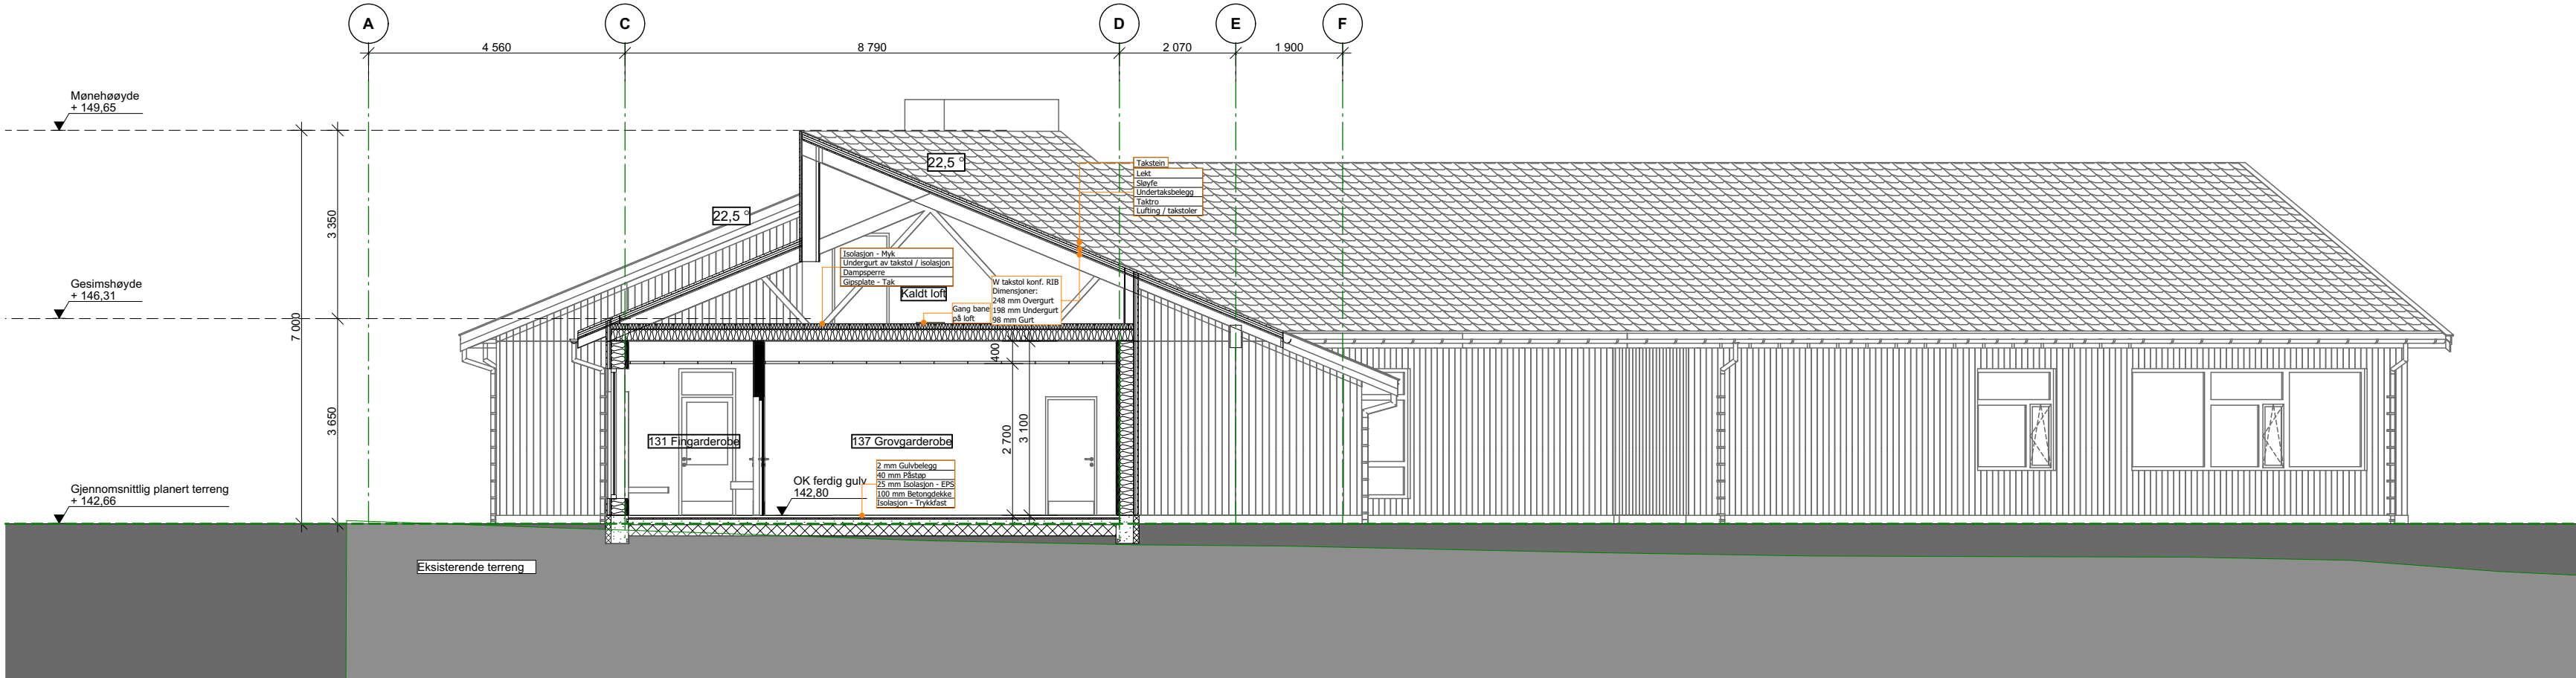 A
C
D
E
F
4 560
8 790
2 070
1 900
Mønehøøyde
+ 149,65
22,5 °
22,5 °
Takstein
Lekt
Sløyfe
Undertaksbelegg
Taktro
Lufting / takstoler
3 350
Isolasjon - Myk
Undergurt av takstol / isolasjon
Dampsperre
Gipsplate - Tak
Kaldt loft
W takstol konf. RIB
Dimensjoner:
248 mm Overgurt
198 mm Undergurt
98 mm Gurt
Gang bane
på loft
Gesimshøyde
+ 146,31
7 000
400
3 650
2 700
3 100
131 Fingarderobe
137 Grovgarderobe
2 mm Gulvbelegg
40 mm Påstøp
25 mm Isolasjon - EPS
100 mm Betongdekke
Isolasjon - Trykkfast
OK ferdig gulv
142,80
Gjennomsnittlig planert terreng
+ 142,66
Eksisterende terreng